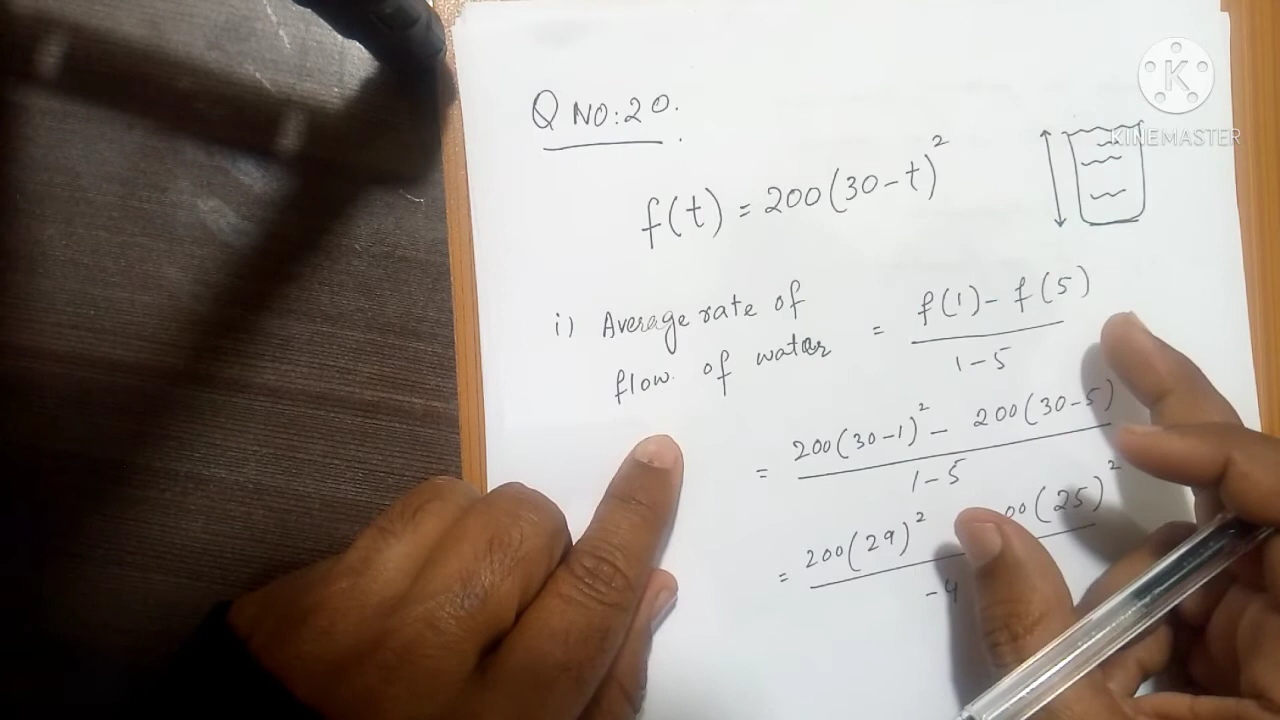 Q NO:20.
f(t) = 200(30-t)²
i) Average rate of flow of water = f(1) - f(5) / 1-5
= 200(30-1)² - 200(30-5) / 1-5
= 200(29)² 00(25)² / -4
K
KINEMASTER